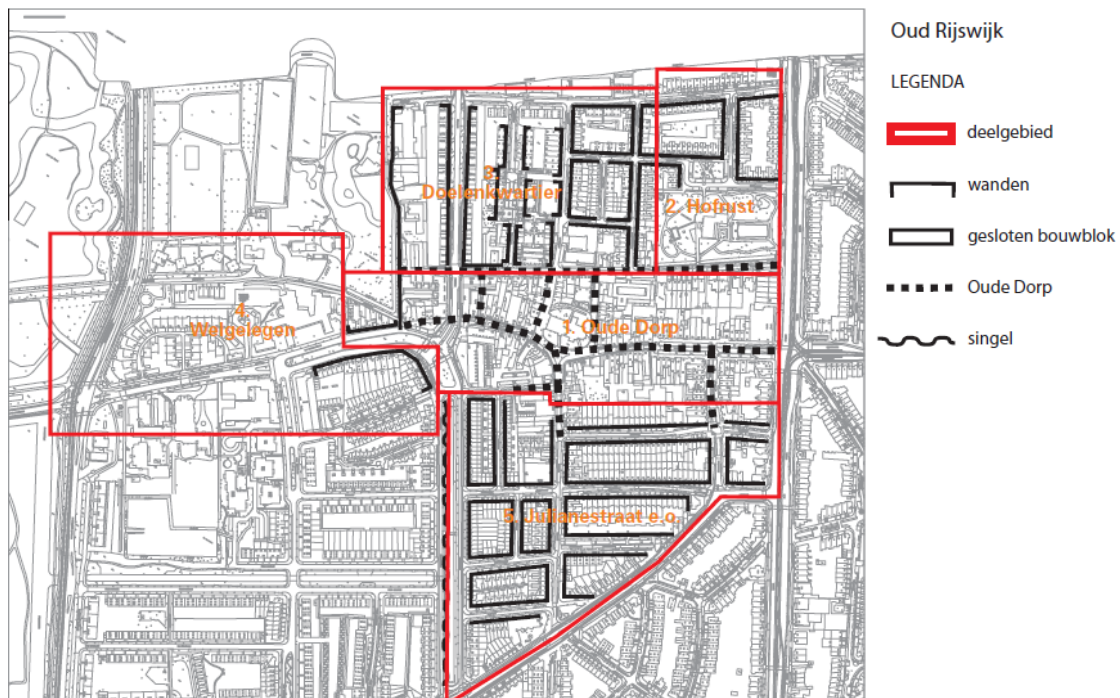 Oud Rijswijk
LEGENDA
deelgebied
wanden
gesloten bouwblok
Oude Dorp
singel
3.
Doelenkwartier
2. Hofrust
4.
Welgelegen
1. Oude Dorp
5. Julianestraat e.o.